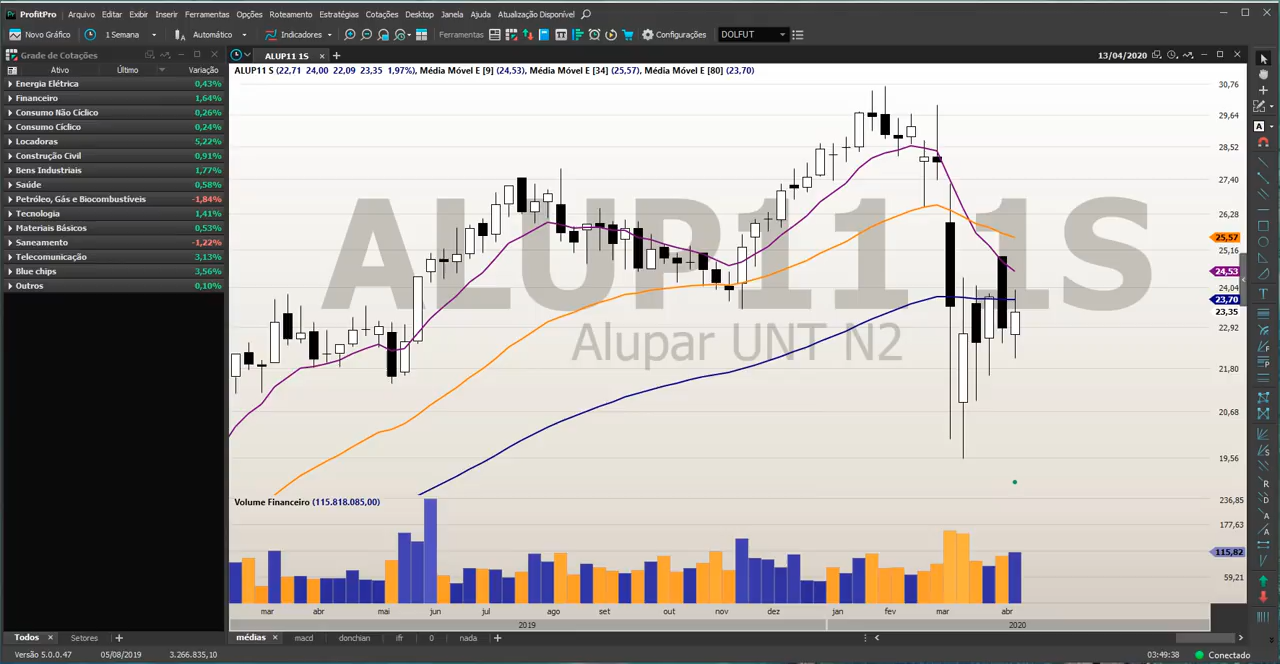 ProfitPro Arquivo Editar Exibir Inserir Ferramentas Opções Roteamento Estratégias Cotações Desktop Janela Ajuda Atualização Disponível
Novo Gráfico 1 Semana Automático Indicadores Ferramentas Configurações DOLFUT
Grade de Cotações
Ativo Último Variação
Energia Elétrica 0,43%
Financeiro 1,64%
Consumo Não Cíclico 0,26%
Consumo Cíclico 0,24%
Locadoras 5,22%
Construção Civil 0,91%
Bens Industriais 1,77%
Saúde 0,58%
Petróleo, Gás e Biocombustíveis -1,84%
Tecnologia 1,41%
Materiais Básicos 0,53%
Saneamento -1,22%
Telecomunicação 3,13%
Blue chips 3,56%
Outros 0,10%
Todos Setores
ALUP11 1S
13/04/2020
ALUP11 S (22,71 24,00 22,09 23,35 1,97%), Média Móvel E [9] (24,53), Média Móvel E [34] (25,57), Média Móvel E [80] (23,70)
ALUP11 1S
Alupar UNT N2
30,76
29,64
28,52
27,40
26,28
25,57
25,16
24,53
24,04
23,70
23,35
22,92
21,80
20,68
19,56
Volume Financeiro (115.818.085,00)
236,85
177,63
115,82
59,21
mar abr mai jun jul ago set out nov dez jan fev mar abr
2019 2020
médias macd donchian ifr 0 nada
Versão 5.0.0.47 05/08/2019 3.266.835,10 03:49:38 Conectado